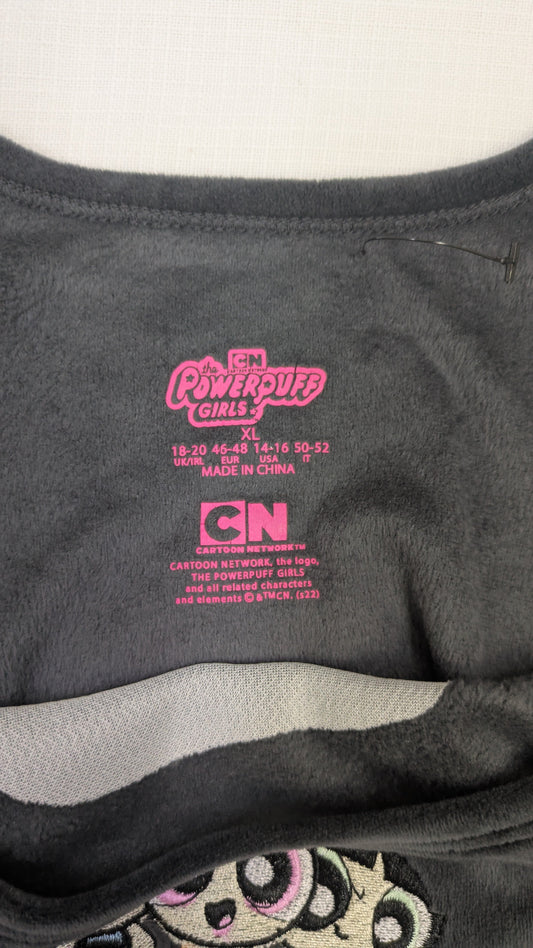 CN
CARTOON NETWORK
the
POWERPUFF
GIRLS
XL
18-20 46-48 14-16 50-52
UK/IRL EUR USA IT
MADE IN CHINA
CN
CARTOON NETWORK™
CARTOON NETWORK, the logo,
THE POWERPUFF GIRLS
and all related characters
and elements © &™CN. (s22)